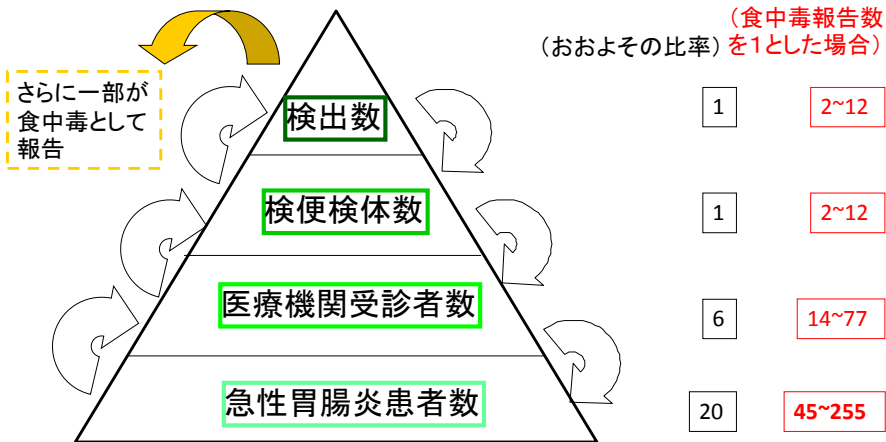 （食中毒報告数
（おおよその比率）
を１とした場合）
さらに一部が
食中毒として
報告
検出数
1
2~12
検便検体数
1
2~12
医療機関受診者数
6
14~77
急性胃腸炎患者数
20
45~255